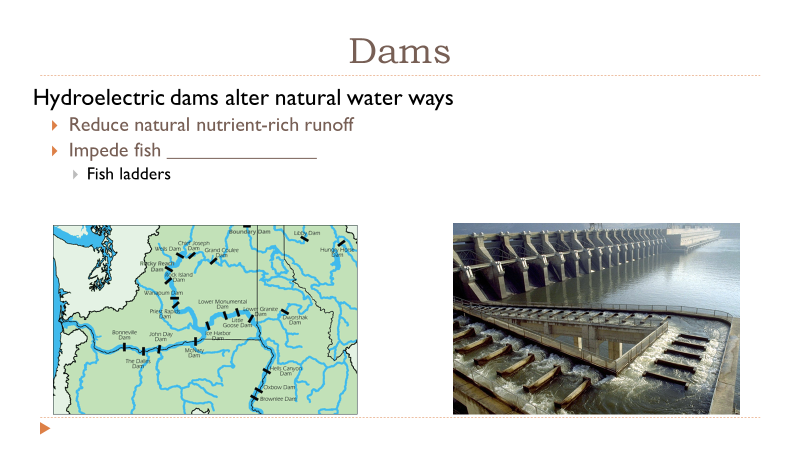 Dams
Hydroelectric dams alter natural water ways
Reduce natural nutrient-rich runoff
Impede fish _______________
Fish ladders
Boundary Dam
Libby Dam
Chief Joseph
Dam
Wells Dam
Grand Coulee
Dam
Hungry Horse
Dam
Rocky Reach
Dam
Rock Island
Dam
Wanapum Dam
Priest Rapids
Dam
Lower Monumental
Dam
Lower Granite
Dam
Little
Goose Dam
Dworshak
Dam
Ice Harbor
Dam
Bonneville
Dam
John Day
Dam
The Dalles
Dam
McNary
Dam
Hells Canyon
Dam
Oxbow Dam
Brownlee Dam